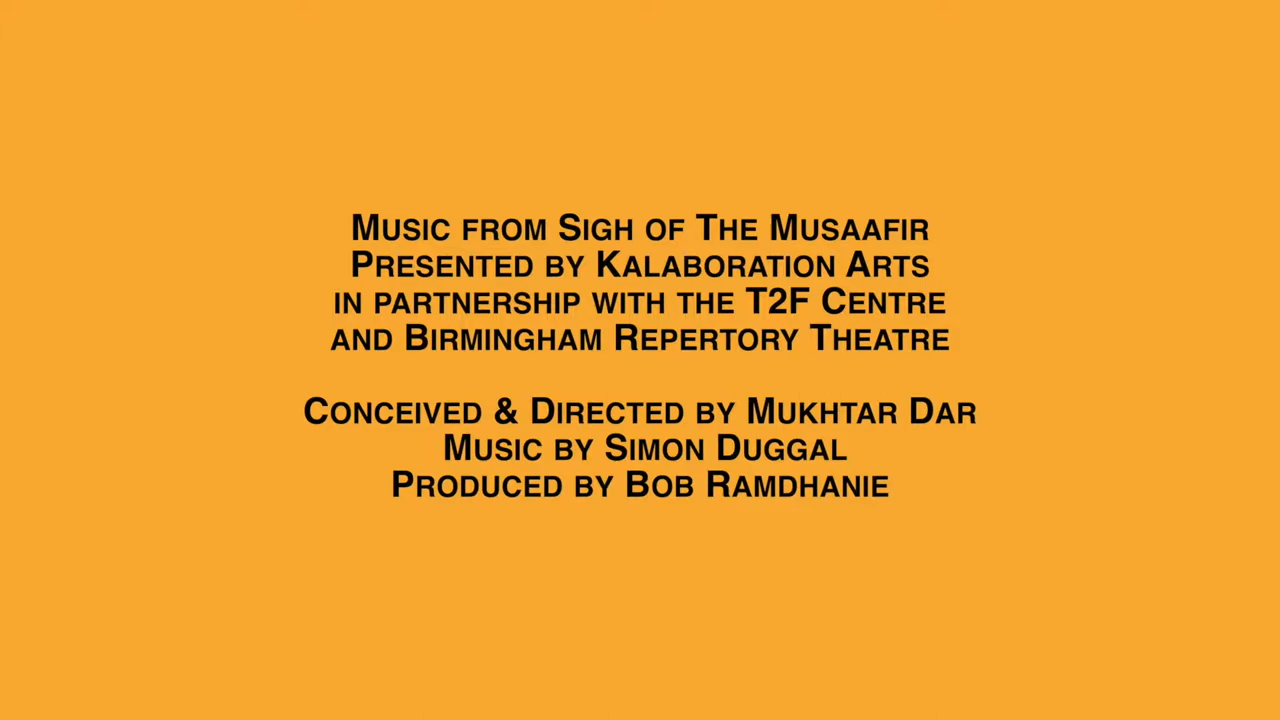 Music from Sigh of The Musaafir
Presented by Kalaboration Arts
in partnership with the T2F Centre
and Birmingham Repertory Theatre
Conceived & Directed by Mukhtar Dar
Music by Simon Duggal
Produced by Bob Ramdhanie